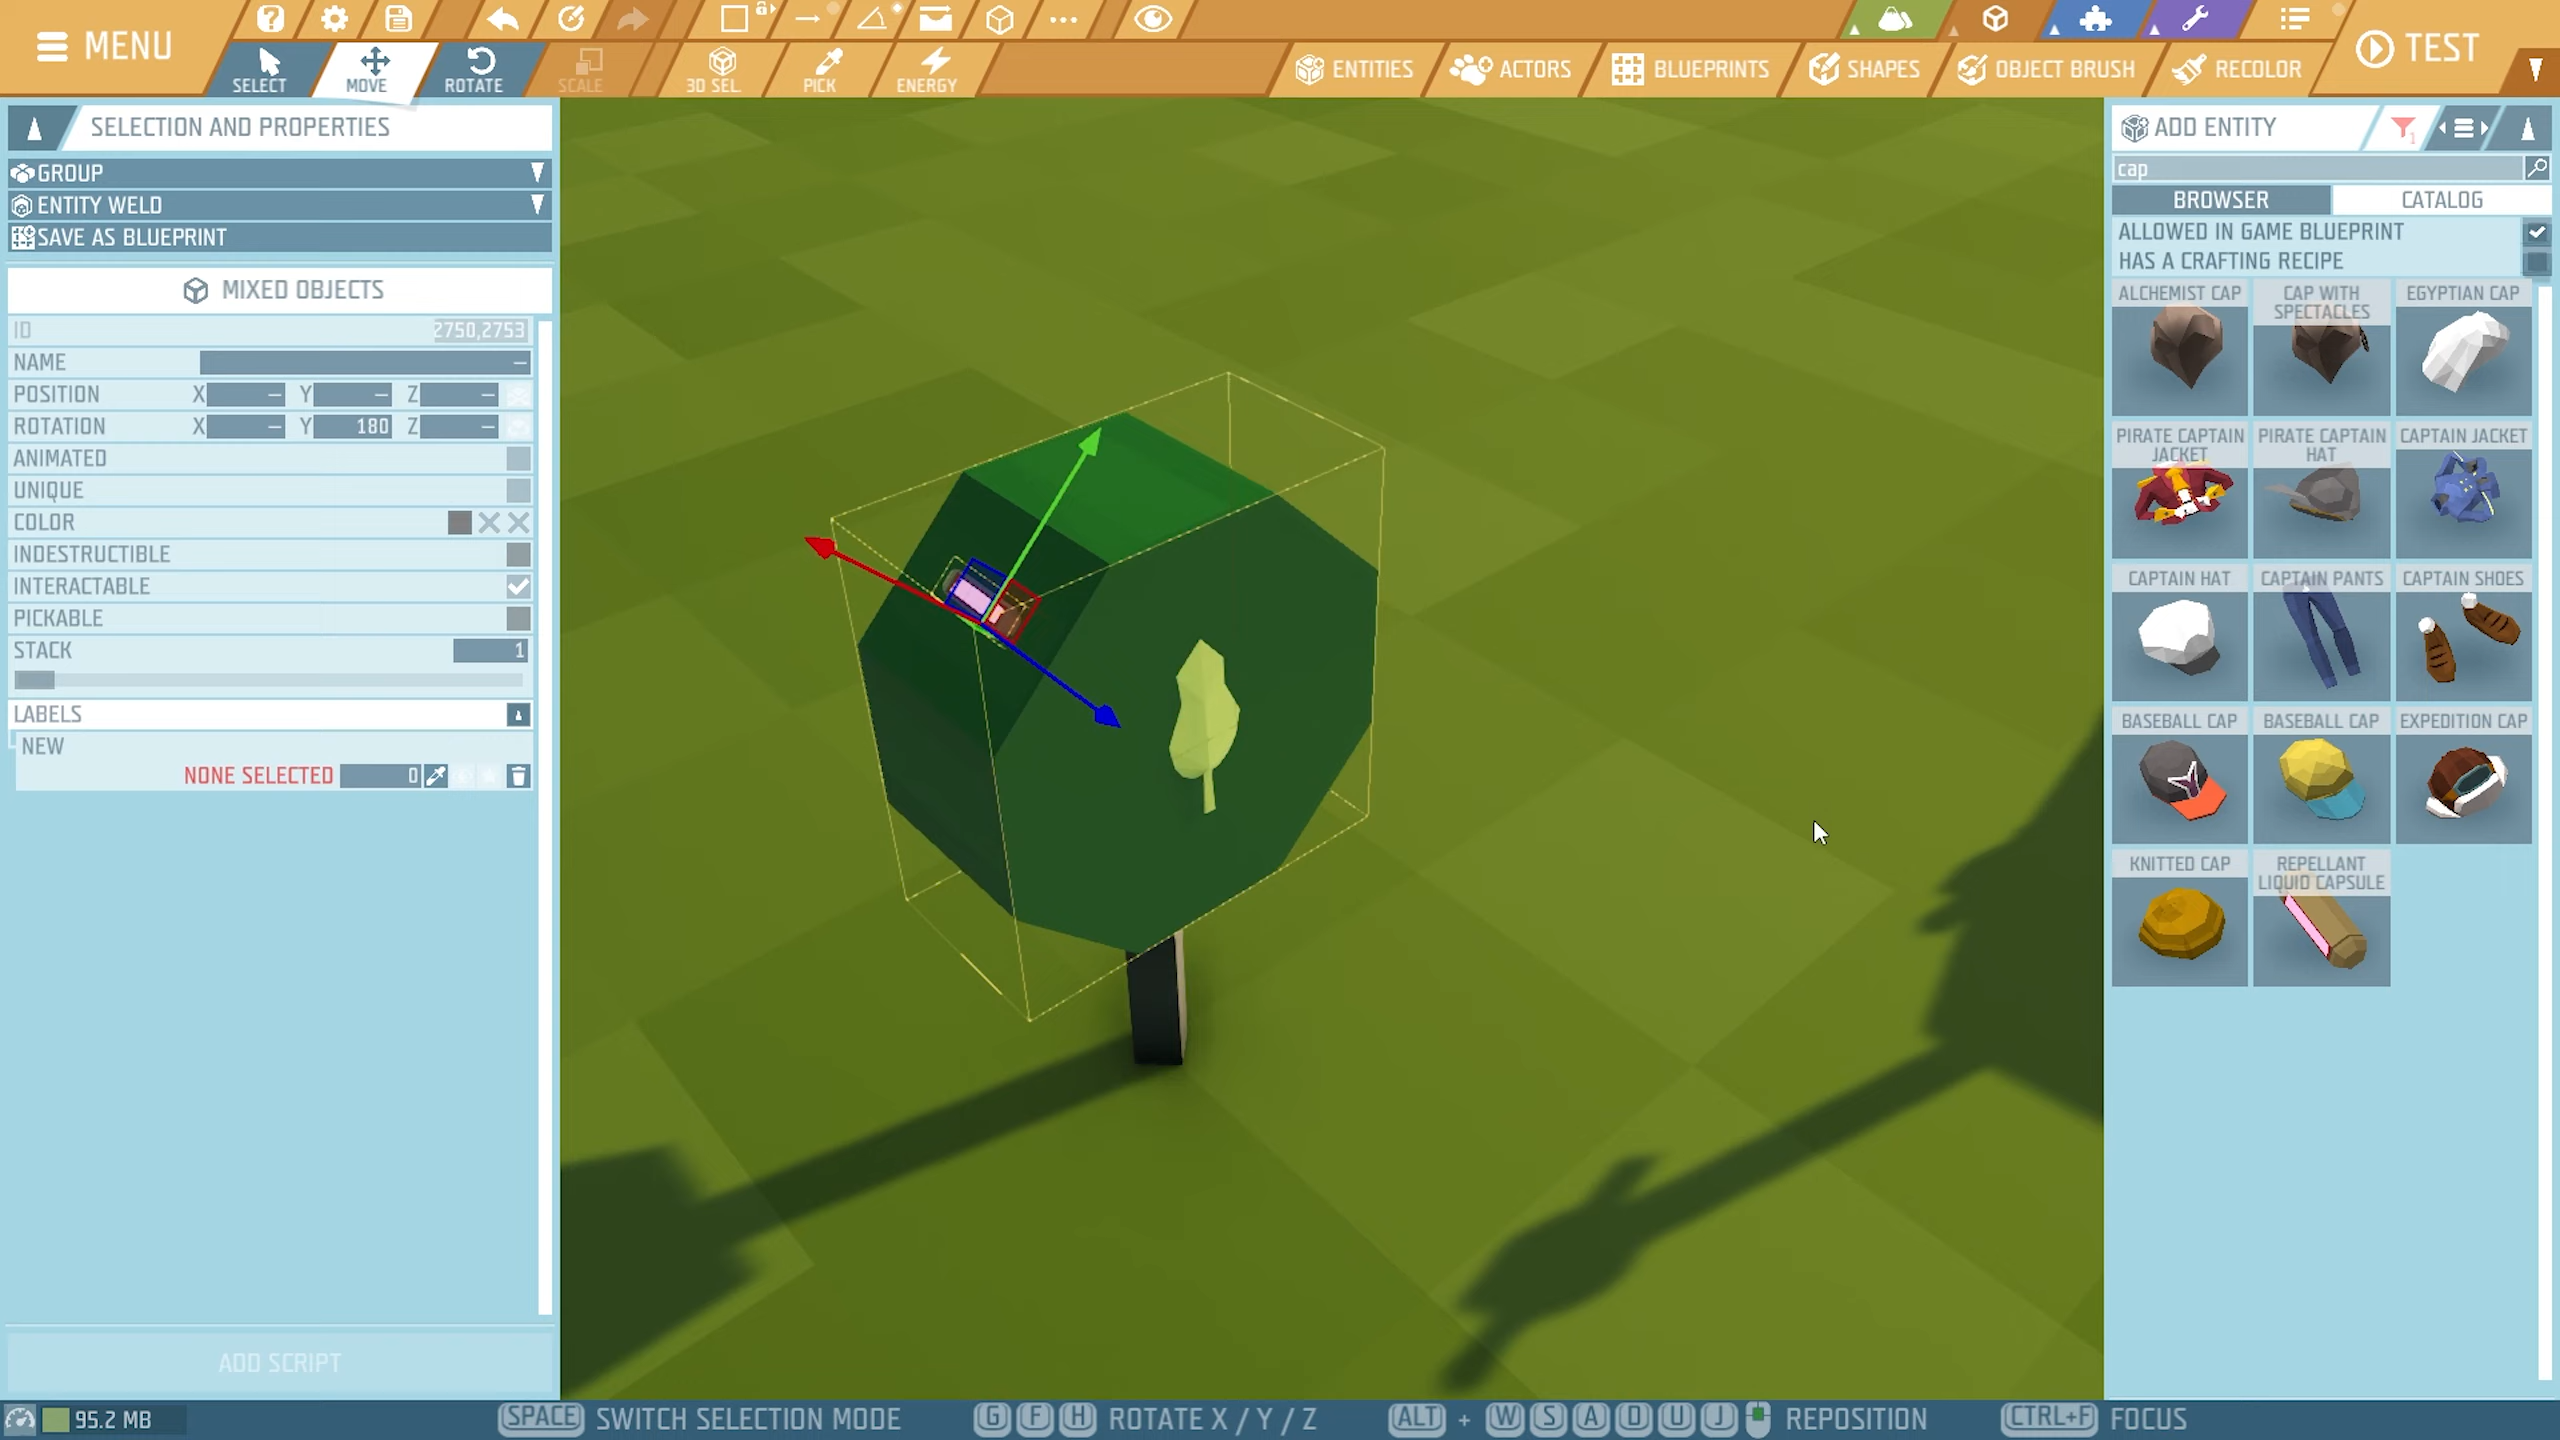 MENU
SELECT
MOVE
ROTATE
SCALE
3D SEL.
PICK
ENERGY
ENTITIES
ACTORS
BLUEPRINTS
SHAPES
OBJECT BRUSH
RECOLOR
TEST
SELECTION AND PROPERTIES
GROUP
ENTITY WELD
SAVE AS BLUEPRINT
MIXED OBJECTS
ID 2750,2753
NAME –
POSITION X – Y – Z –
ROTATION X – Y 180 Z –
ANIMATED
UNIQUE
COLOR
INDESTRUCTIBLE
INTERACTABLE
PICKABLE
STACK 1
LABELS
NEW
NONE SELECTED 0
ADD SCRIPT
ADD ENTITY
1
cap
BROWSER CATALOG
ALLOWED IN GAME BLUEPRINT
HAS A CRAFTING RECIPE
ALCHEMIST CAP
CAP WITH
SPECTACLES
EGYPTIAN CAP
PIRATE CAPTAIN
JACKET
PIRATE CAPTAIN
HAT
CAPTAIN JACKET
CAPTAIN HAT
CAPTAIN PANTS
CAPTAIN SHOES
BASEBALL CAP
BASEBALL CAP
EXPEDITION CAP
KNITTED CAP
REPELLANT
LIQUID CAPSULE
95.2 MB
SPACE SWITCH SELECTION MODE
G F H ROTATE X / Y / Z
ALT + W S A D U J REPOSITION
CTRL+F FOCUS